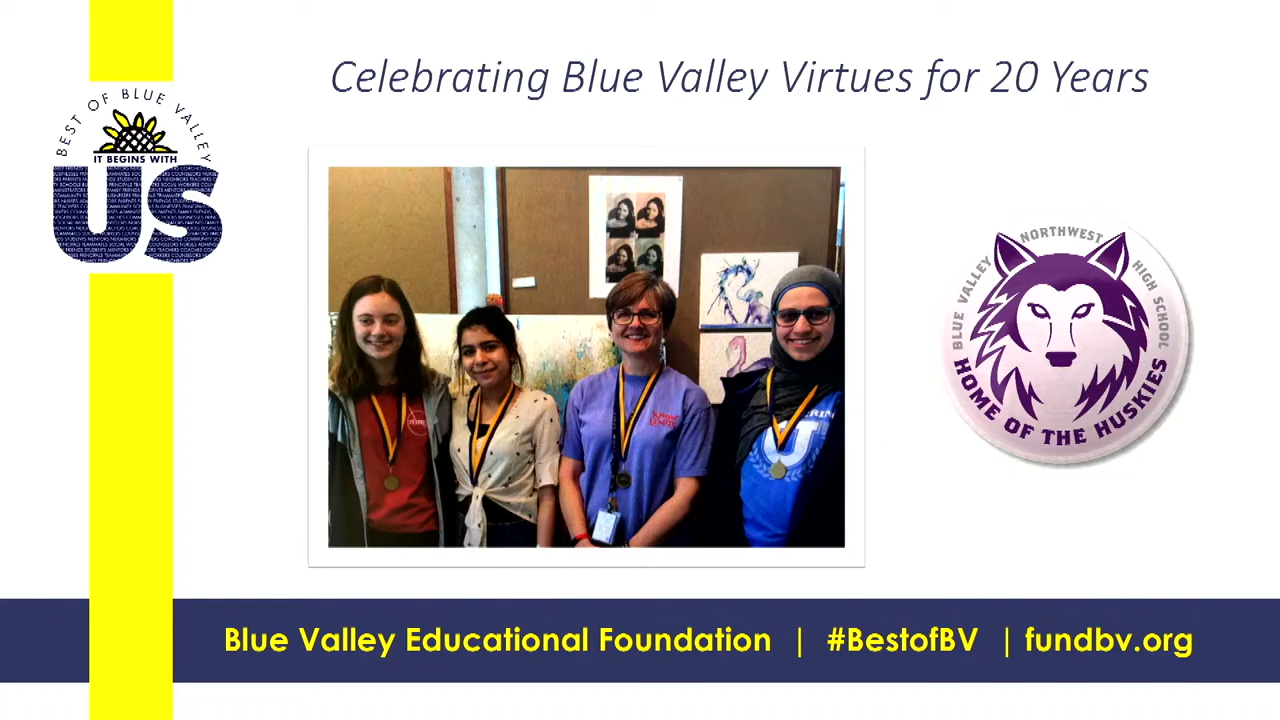 Celebrating Blue Valley Virtues for 20 Years
BEST OF BLUE VALLEY
IT BEGINS WITH
US
BLUE VALLEY NORTHWEST HIGH SCHOOL
HOME OF THE HUSKIES
Blue Valley Educational Foundation | #BestofBV | fundbv.org